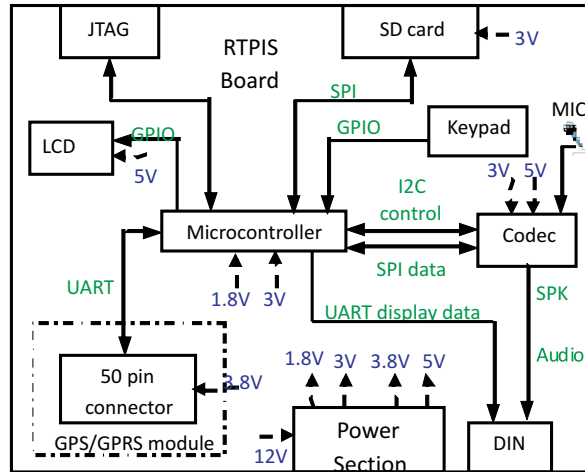 JTAG
SD card
RTPIS
Board
3V
SPI
MIC
GPIO
GPIO
Keypad
LCD
5V
3V
5V
I2C
control
Microcontroller
Codec
SPI data
UART
1.8V
3V
SPK
UART display data
50 pin
connector
3.8V
1.8V
3V
3.8V
5V
Audio
GPS/GPRS module
12V
Power
Section
DIN